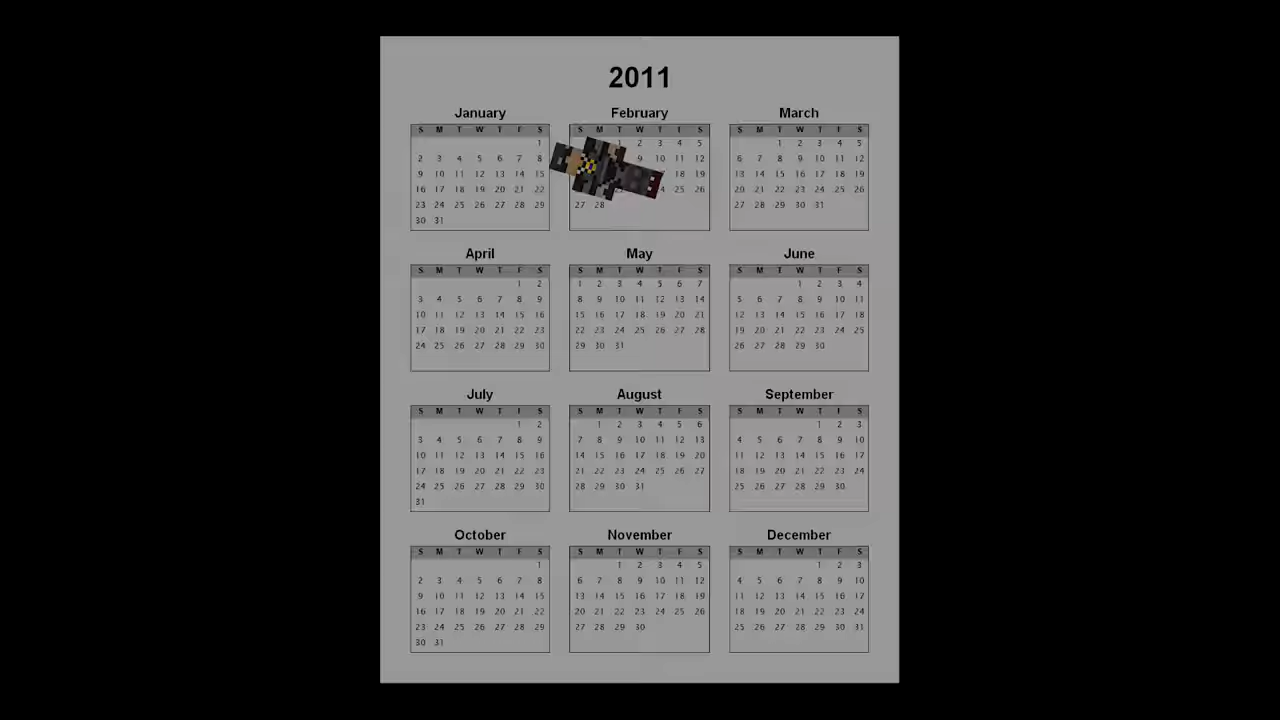 2011
January
S M T W T F S
1
2 3 4 5 6 7 8
9 10 11 12 13 14 15
16 17 18 19 20 21 22
23 24 25 26 27 28 29
30 31
February
S M T W T F S
1 2 3 4 5
9 10 11 12
18 19
25 26
27 28
March
S M T W T F S
1 2 3 4 5
6 7 8 9 10 11 12
13 14 15 16 17 18 19
20 21 22 23 24 25 26
27 28 29 30 31
April
S M T W T F S
1 2
3 4 5 6 7 8 9
10 11 12 13 14 15 16
17 18 19 20 21 22 23
24 25 26 27 28 29 30
May
S M T W T F S
1 2 3 4 5 6 7
8 9 10 11 12 13 14
15 16 17 18 19 20 21
22 23 24 25 26 27 28
29 30 31
June
S M T W T F S
1 2 3 4
5 6 7 8 9 10 11
12 13 14 15 16 17 18
19 20 21 22 23 24 25
26 27 28 29 30
July
S M T W T F S
1 2
3 4 5 6 7 8 9
10 11 12 13 14 15 16
17 18 19 20 21 22 23
24 25 26 27 28 29 30
31
August
S M T W T F S
1 2 3 4 5 6
7 8 9 10 11 12 13
14 15 16 17 18 19 20
21 22 23 24 25 26 27
28 29 30 31
September
S M T W T F S
1 2 3
4 5 6 7 8 9 10
11 12 13 14 15 16 17
18 19 20 21 22 23 24
25 26 27 28 29 30
October
S M T W T F S
1
2 3 4 5 6 7 8
9 10 11 12 13 14 15
16 17 18 19 20 21 22
23 24 25 26 27 28 29
30 31
November
S M T W T F S
1 2 3 4 5
6 7 8 9 10 11 12
13 14 15 16 17 18 19
20 21 22 23 24 25 26
27 28 29 30
December
S M T W T F S
1 2 3
4 5 6 7 8 9 10
11 12 13 14 15 16 17
18 19 20 21 22 23 24
25 26 27 28 29 30 31